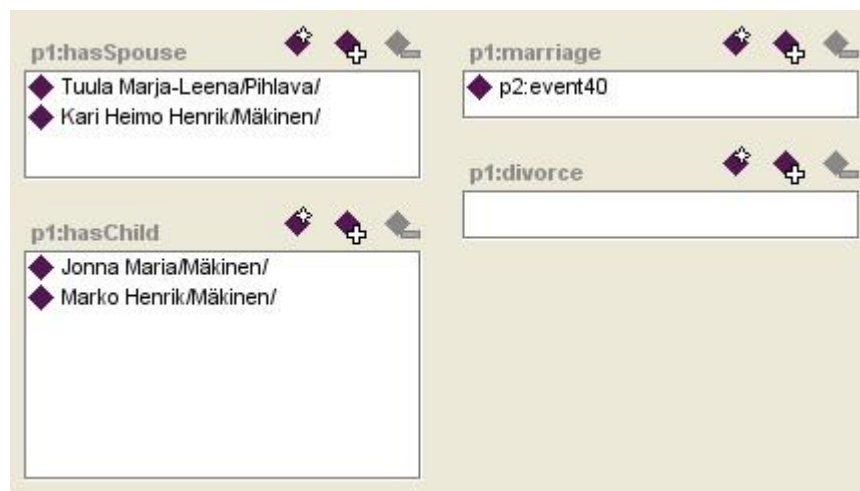 p1:hasSpouse
Tuula Marja-Leena/Pihlava/
Kari Heimo Henrik/Mäkinen/
p1:hasChild
Jonna Maria/Mäkinen/
Marko Henrik/Mäkinen/
p1:marriage
p2:event40
p1:divorce